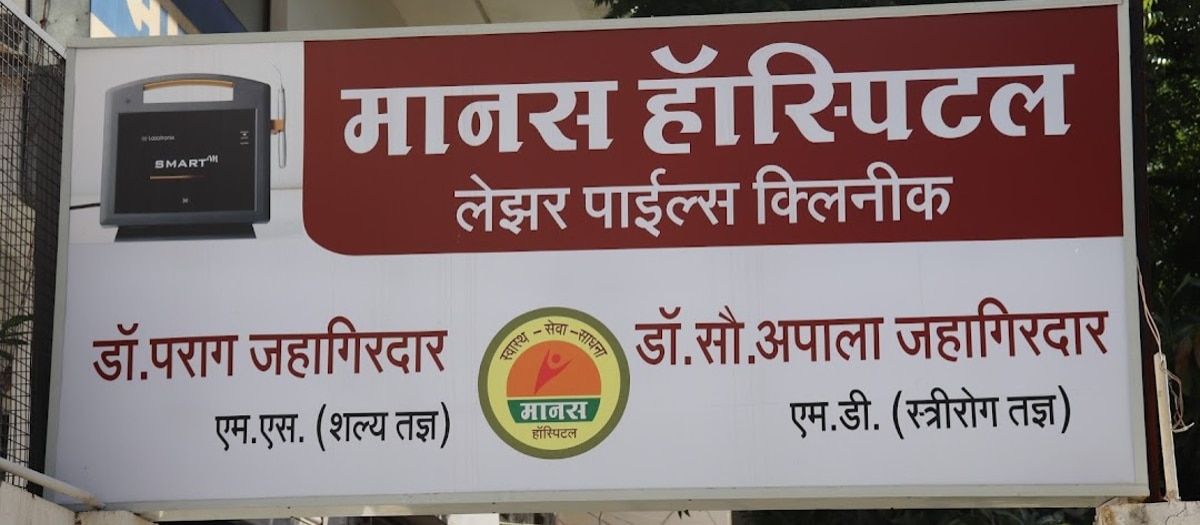 मानस हॉस्पिटल
लेझर पाईल्स क्लिनीक
SMART M
डॉ.पराग जहागिरदार
एम.एस. (शल्य तज्ञ)
स्वास्थ - सेवा - साधना
मानस
हॉस्पिटल
डॉ.सौ.अपाला जहागिरदार
एम.डी. (स्त्रीरोग तज्ञ)